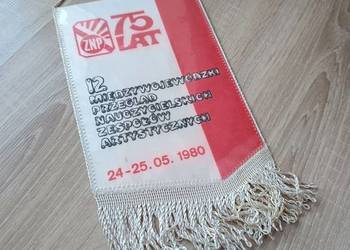 ZNP 75
LAT
12
MIĘDZYWOJEWÓDZKI
PRZEGLĄD
NAUCZYCIELSKICH
ZESPOŁÓW
ARTYSTYCZNYCH
24-25.05.1980